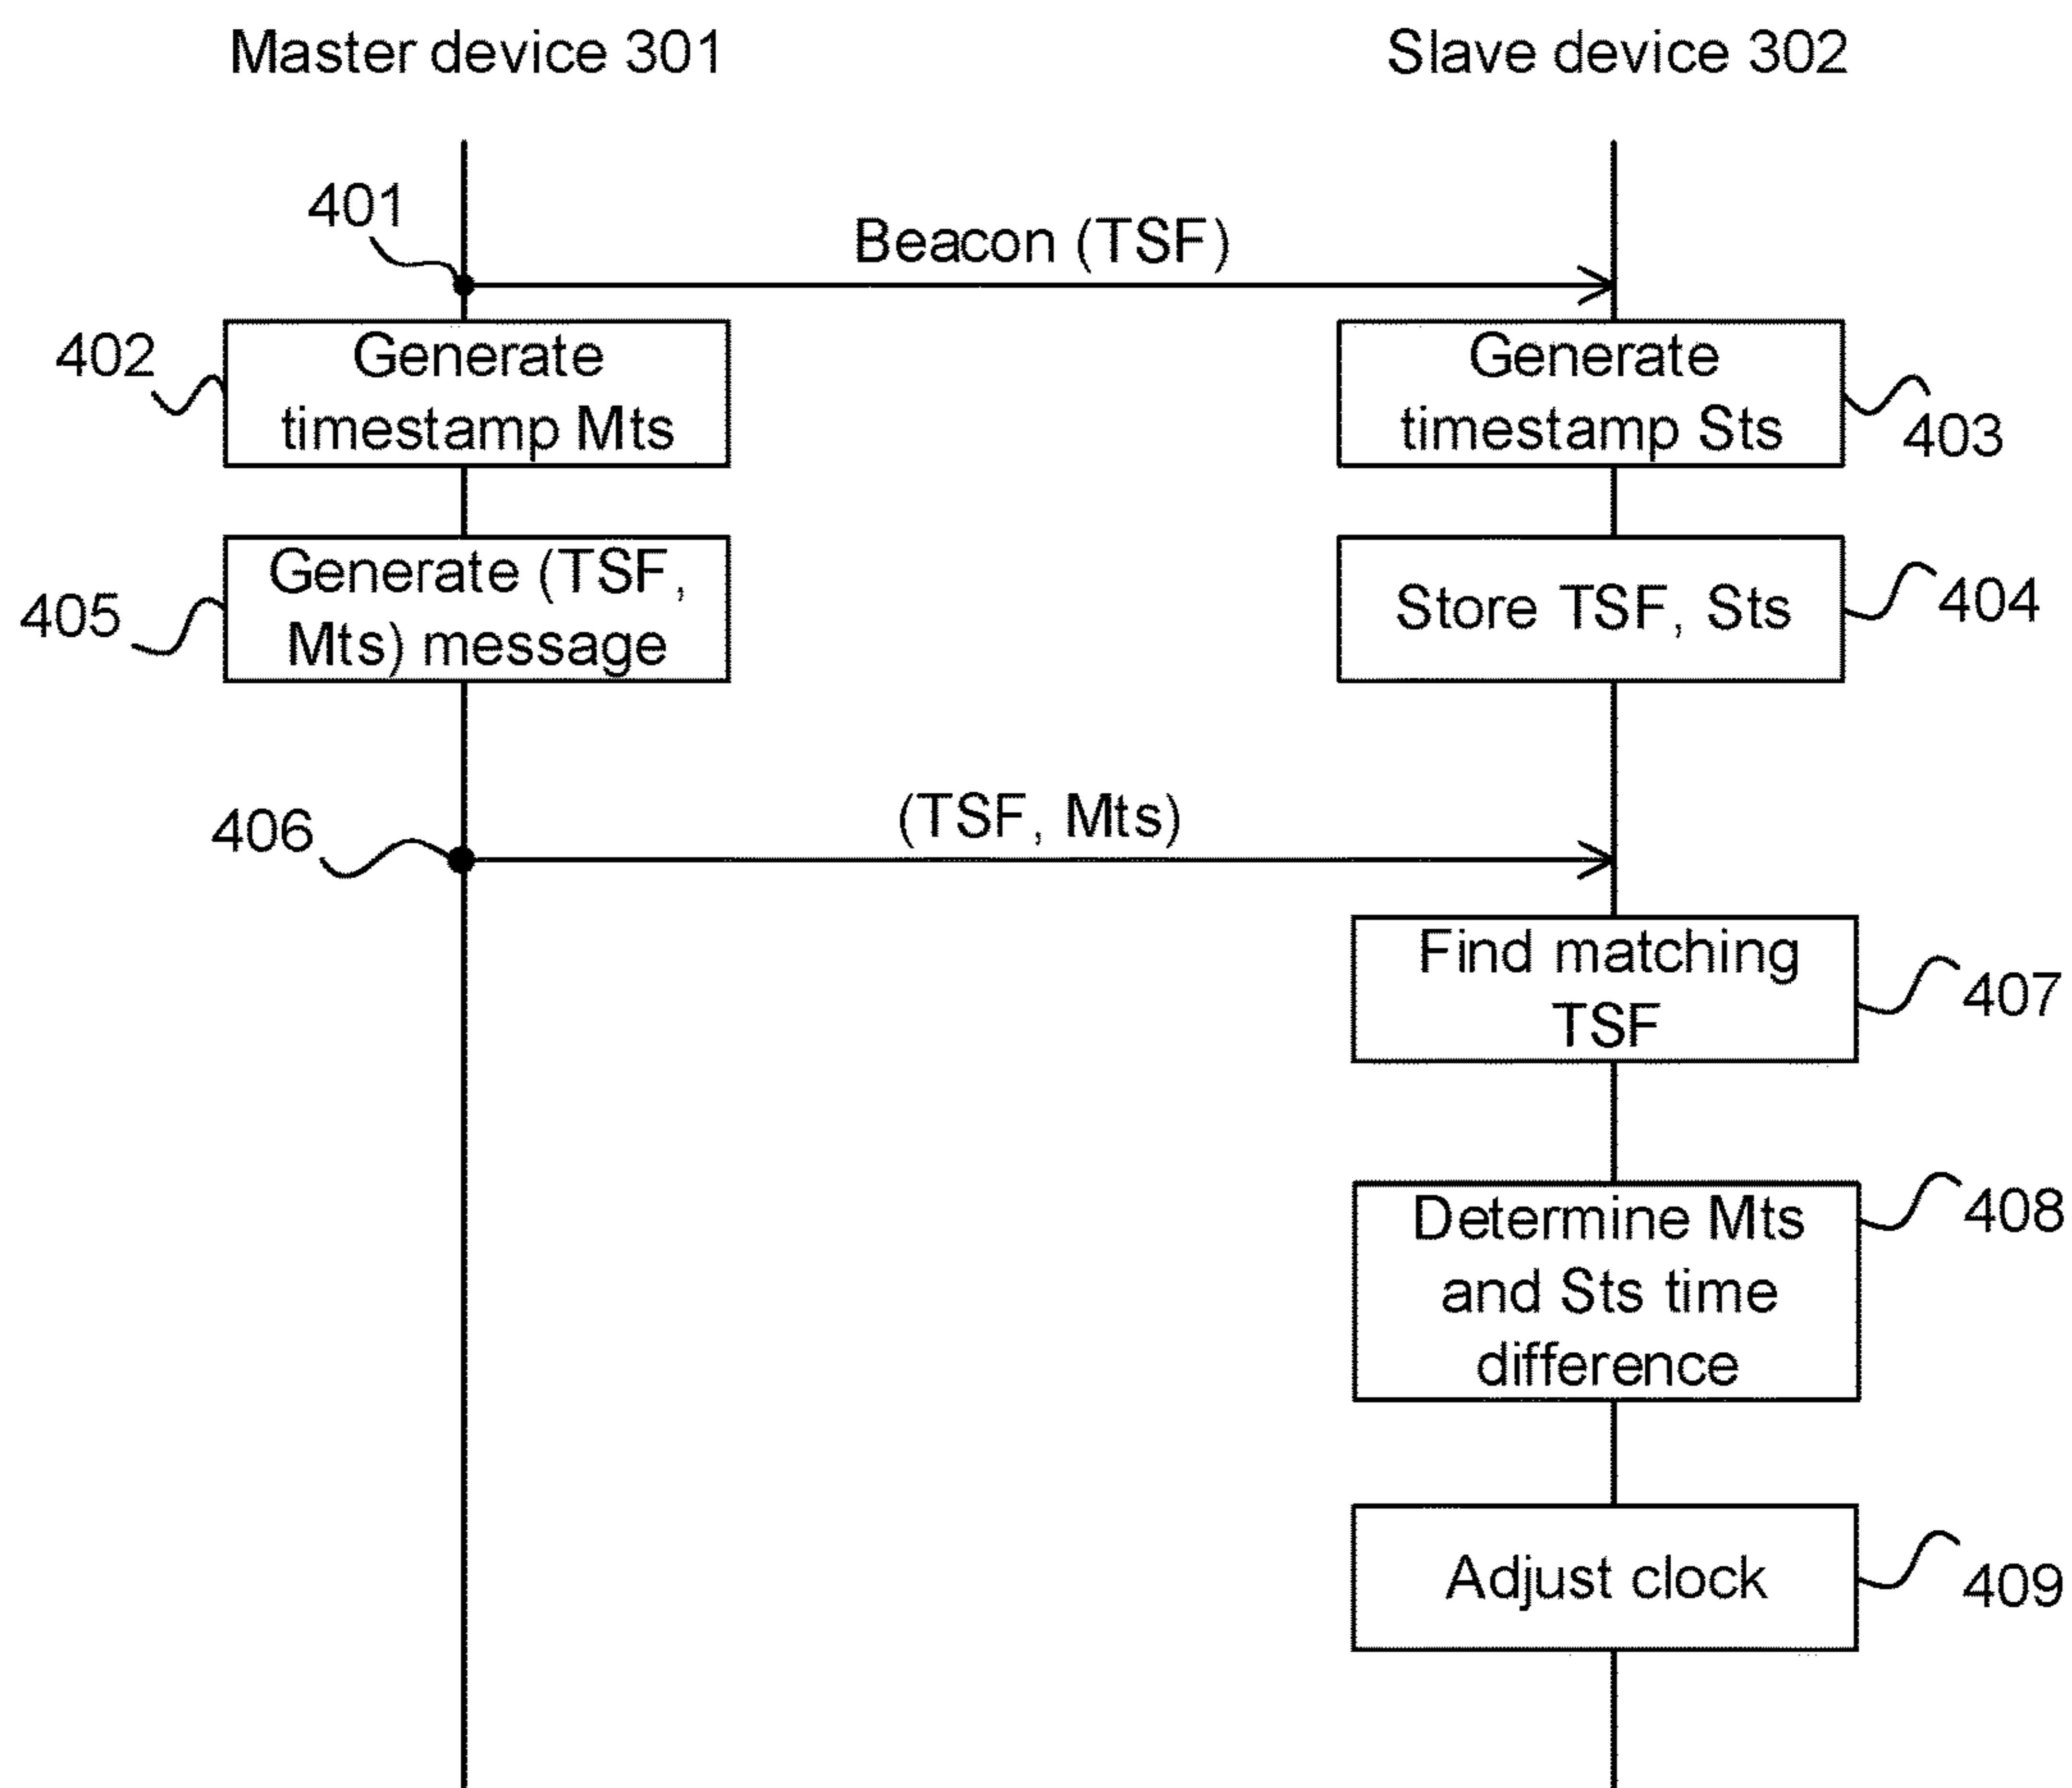 Master device 301
Slave device 302
401
Beacon (TSF)
402
Generate
timestamp Mts
Generate
timestamp Sts
403
405
Generate (TSF,
Mts) message
Store TSF, Sts
404
406
(TSF, Mts)
Find matching
TSF
407
Determine Mts
and Sts time
difference
408
Adjust clock
409